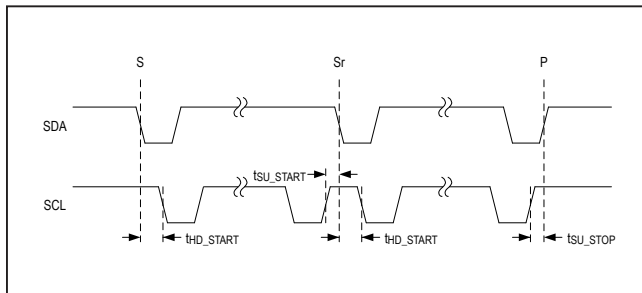 S Sr P
SDA
tSU_START
SCL
tHD_START tHD_START tSU_STOP